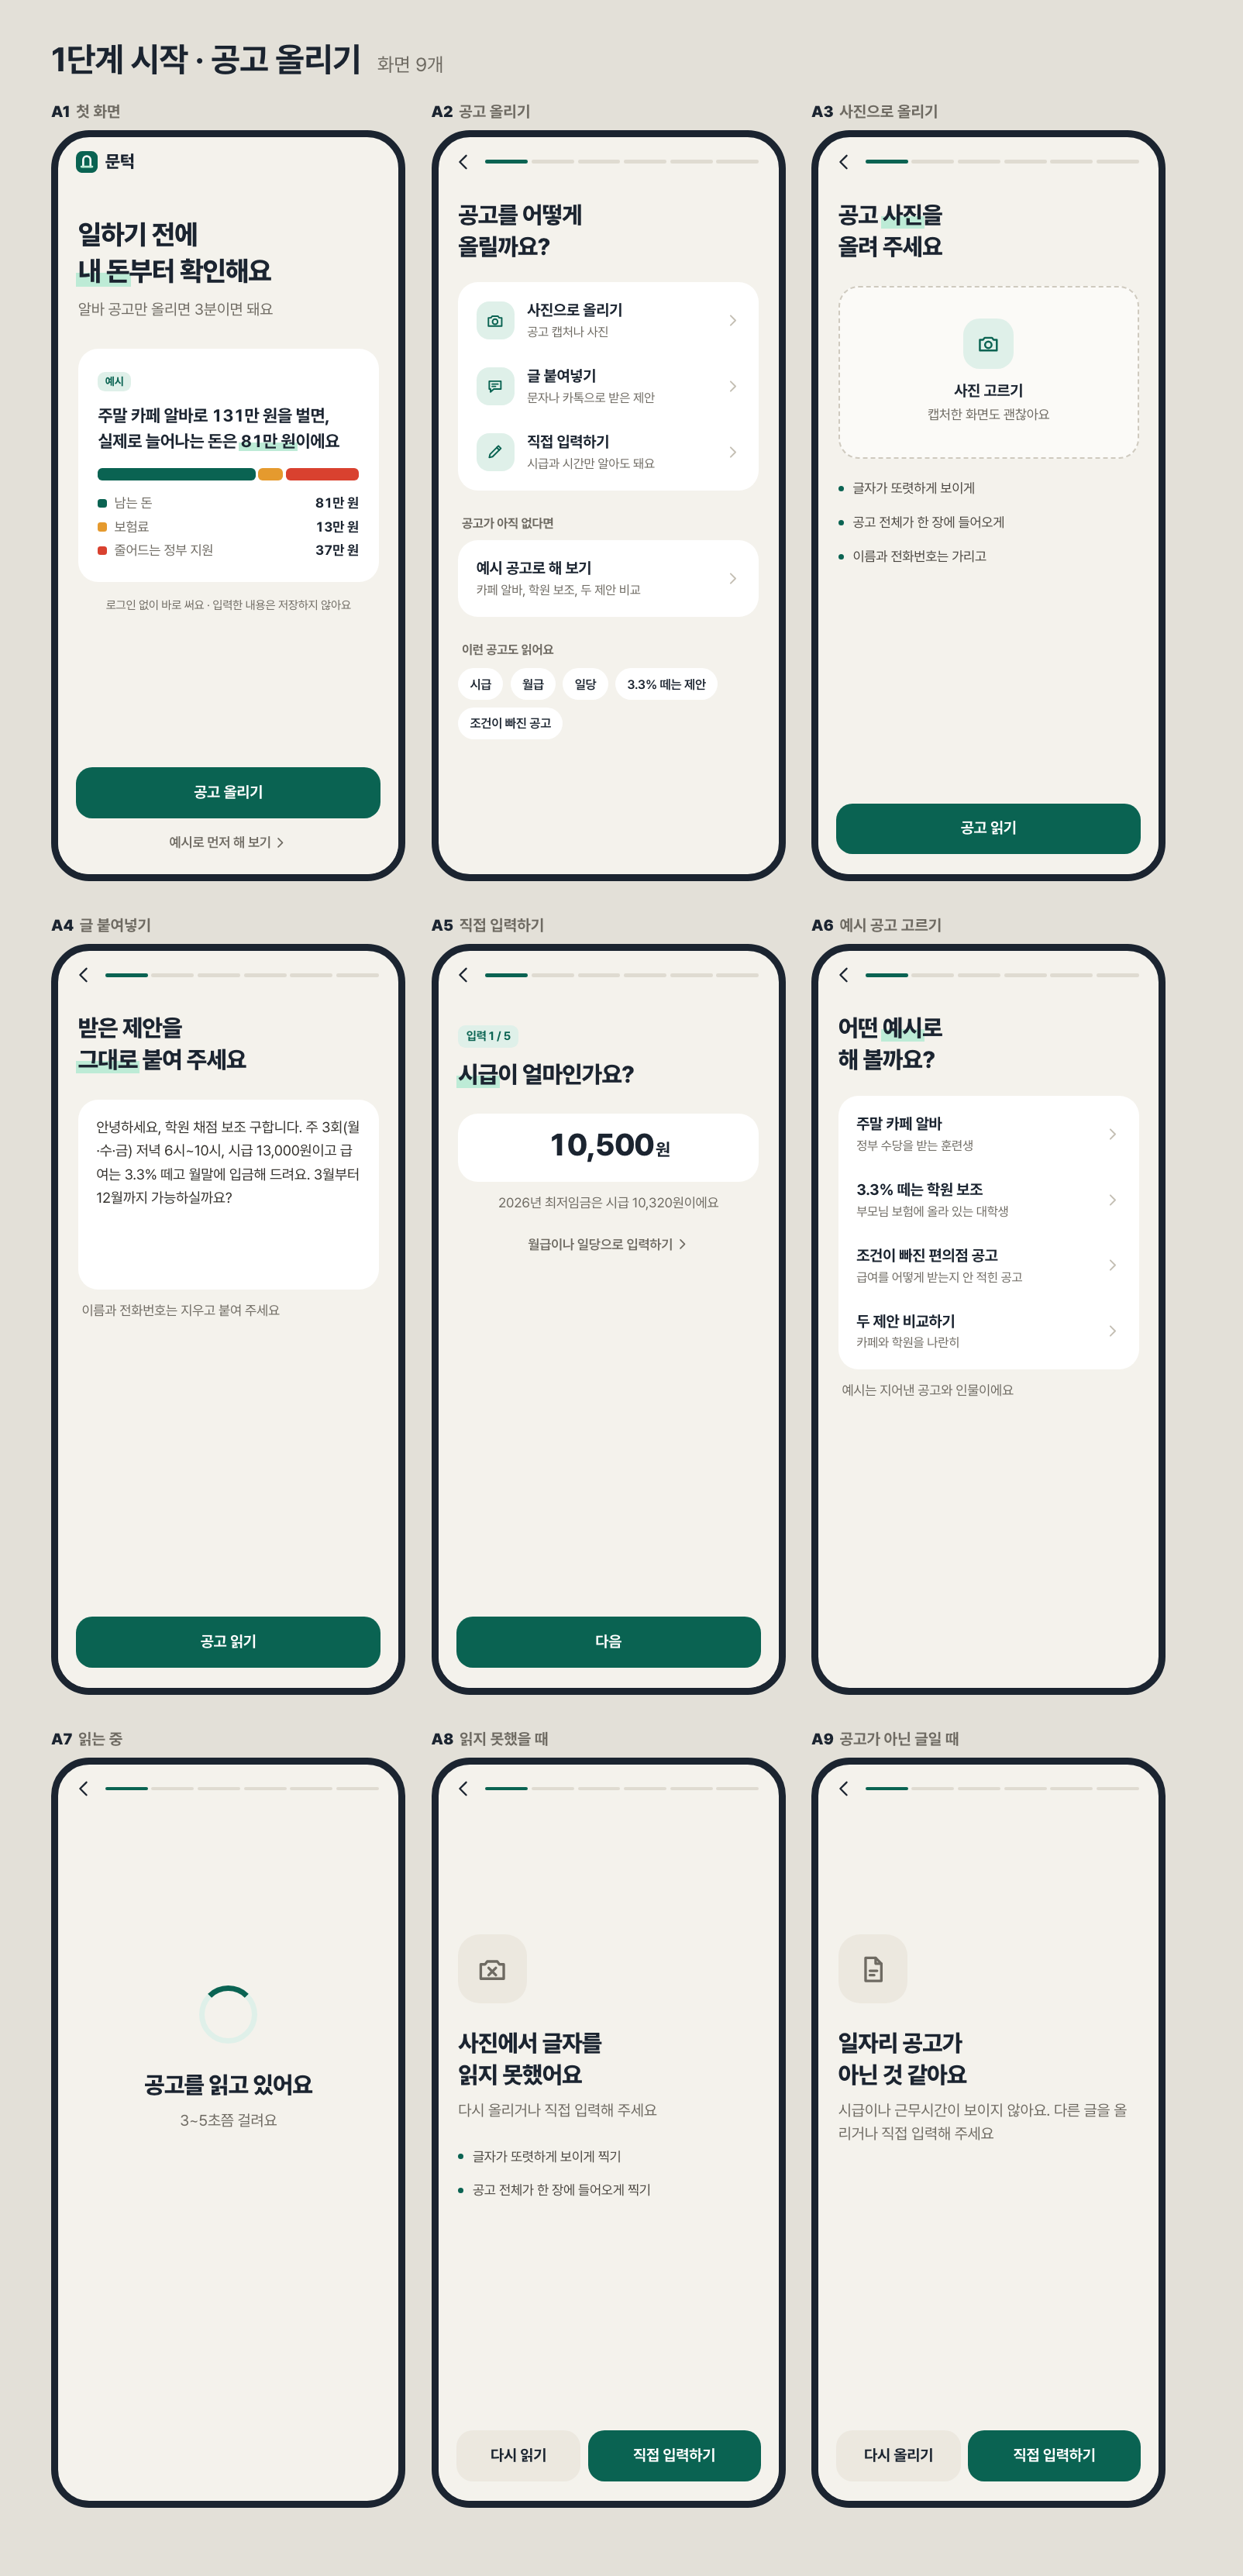 1단계 시작 · 공고 올리기 화면 9개
A1 첫 화면
문턱
일하기 전에
내 돈부터 확인해요
알바 공고만 올리면 3분이면 돼요
예시
주말 카페 알바로 131만 원을 벌면,
실제로 늘어나는 돈은 81만 원이에요
남는 돈 81만 원
보험료 13만 원
줄어드는 정부 지원 37만 원
로그인 없이 바로 써요 · 입력한 내용은 저장하지 않아요
공고 올리기
예시로 먼저 해 보기
A2 공고 올리기
공고를 어떻게
올릴까요?
사진으로 올리기
공고 캡처나 사진
글 붙여넣기
문자나 카톡으로 받은 제안
직접 입력하기
시급과 시간만 알아도 돼요
공고가 아직 없다면
예시 공고로 해 보기
카페 알바, 학원 보조, 두 제안 비교
이런 공고도 읽어요
시급 월급 일당 3.3% 떼는 제안
조건이 빠진 공고
A3 사진으로 올리기
공고 사진을
올려 주세요
사진 고르기
캡처한 화면도 괜찮아요
글자가 또렷하게 보이게
공고 전체가 한 장에 들어오게
이름과 전화번호는 가리고
공고 읽기
A4 글 붙여넣기
받은 제안을
그대로 붙여 주세요
안녕하세요, 학원 채점 보조 구합니다. 주 3회(월
·수·금) 저녁 6시~10시, 시급 13,000원이고 급
여는 3.3% 떼고 월말에 입금해 드려요. 3월부터
12월까지 가능하실까요?
이름과 전화번호는 지우고 붙여 주세요
공고 읽기
A5 직접 입력하기
입력 1 / 5
시급이 얼마인가요?
10,500원
2026년 최저임금은 시급 10,320원이에요
월급이나 일당으로 입력하기
다음
A6 예시 공고 고르기
어떤 예시로
해 볼까요?
주말 카페 알바
정부 수당을 받는 훈련생
3.3% 떼는 학원 보조
부모님 보험에 올라 있는 대학생
조건이 빠진 편의점 공고
급여를 어떻게 받는지 안 적힌 공고
두 제안 비교하기
카페와 학원을 나란히
예시는 지어낸 공고와 인물이에요
A7 읽는 중
공고를 읽고 있어요
3~5초쯤 걸려요
A8 읽지 못했을 때
사진에서 글자를
읽지 못했어요
다시 올리거나 직접 입력해 주세요
글자가 또렷하게 보이게 찍기
공고 전체가 한 장에 들어오게 찍기
다시 읽기 직접 입력하기
A9 공고가 아닌 글일 때
일자리 공고가
아닌 것 같아요
시급이나 근무시간이 보이지 않아요. 다른 글을 올
리거나 직접 입력해 주세요
다시 올리기 직접 입력하기